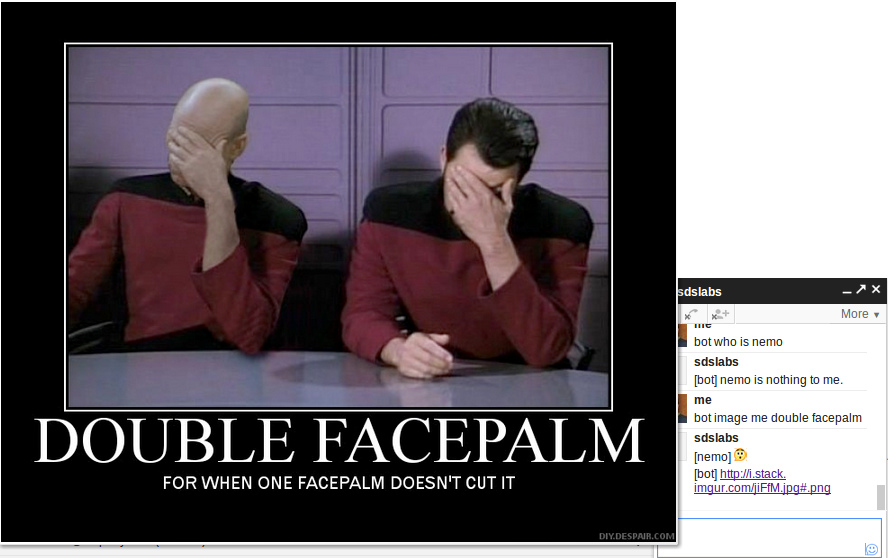 DOUBLE FACEPALM
FOR WHEN ONE FACEPALM DOESN'T CUT IT
DIY.DESPAIR.COM
sdslabs
More
me
bot who is nemo
sdslabs
[bot] nemo is nothing to me.
me
bot image me double facepalm
sdslabs
[nemo]
[bot] http://i.stack.
imgur.com/jiFfM.jpg#.png